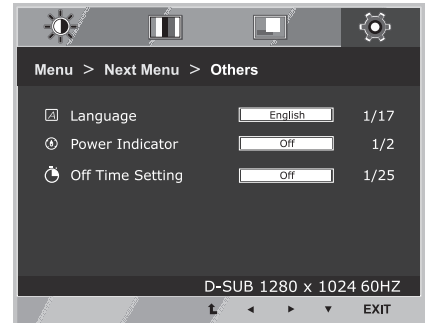 Menu > Next Menu > Others
Language English 1/17
Power Indicator Off 1/2
Off Time Setting Off 1/25
D-SUB 1280 x 1024 60HZ
EXIT